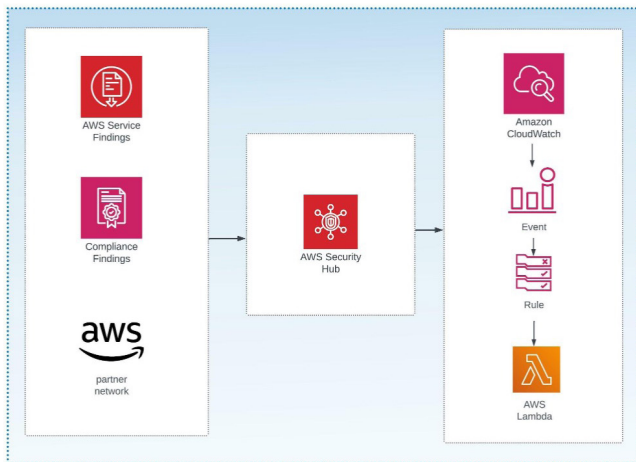 AWS Service
Findings
Compliance
Findings
aws
partner
network
AWS Security
Hub
Amazon
CloudWatch
Event
Rule
AWS
Lambda